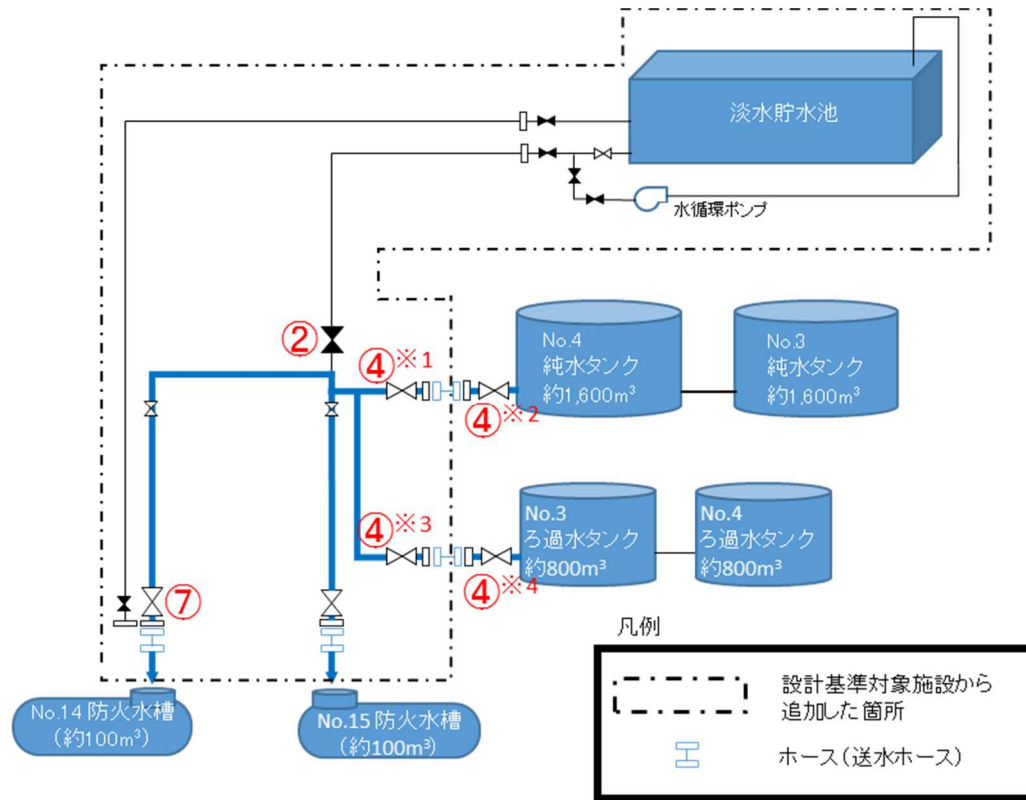 淡水貯水池
水循環ポンプ
②
④※1
④※2
No.4
純水タンク
約1,600m³
No.3
純水タンク
約1,600m³
④※3
④※4
No.3
ろ過水タンク
約800m³
No.4
ろ過水タンク
約800m³
⑦
No.14 防火水槽
(約100m³)
No.15 防火水槽
(約100m³)
凡例
設計基準対象施設から
追加した箇所
ホース(送水ホース)